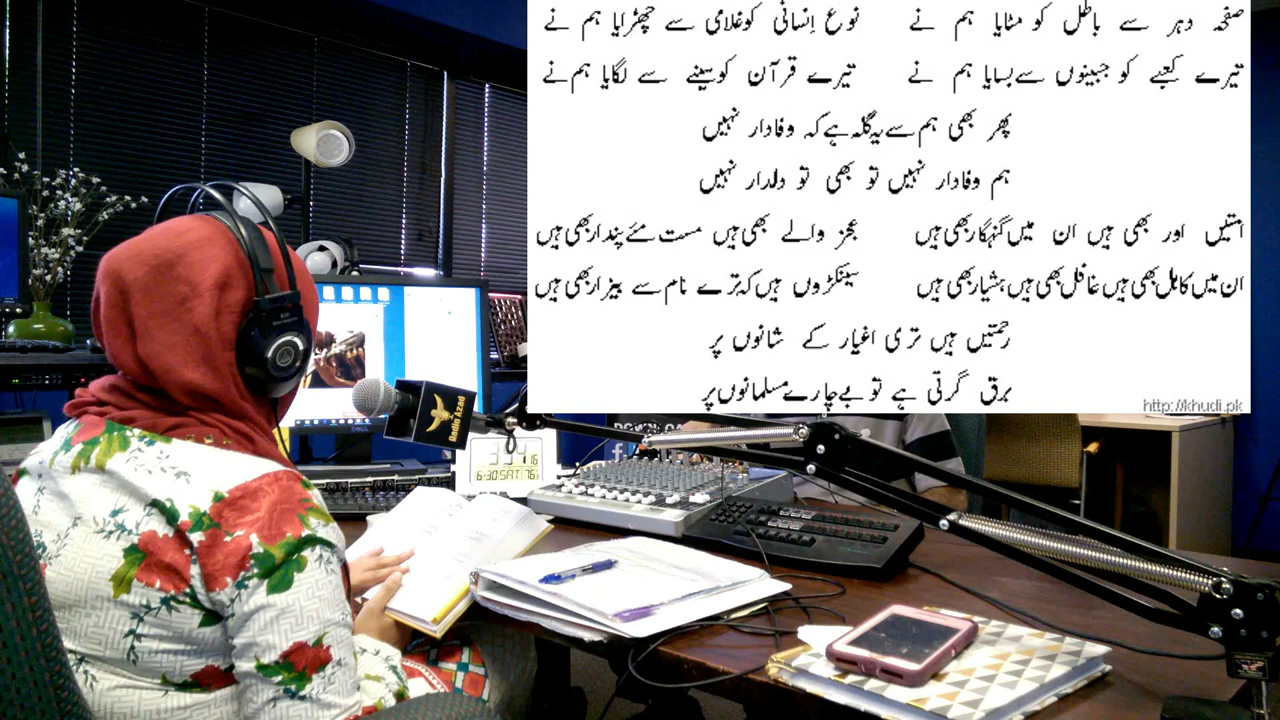 صفحہ دہر سے باطل کو مٹایا ہم نے نوع اِنسانی کو غلامی سے چھڑایا ہم نے
تیرے کعبے کو جبینوں سے بسایا ہم نے تیرے قرآن کو سینے سے لگایا ہم نے
پھر بھی ہم سے یہ گلہ ہے کہ وفادار نہیں
ہم وفادار نہیں تو بھی تو دلدار نہیں
امتیں اور بھی ہیں ان میں گنہگار بھی ہیں عجز والے بھی ہیں مست مئے پندار بھی ہیں
ان میں کاہل بھی ہیں غافل بھی ہیں ہشیار بھی ہیں سینکڑوں ہیں کہ ترے نام سے بیزار بھی ہیں
رحمتیں ہیں تری اغیار کے شانوں پر
برق گرتی ہے تو بے چارے مسلمانوں پر
http://khudi.pk
Radio Azad
6-30 SAT 76